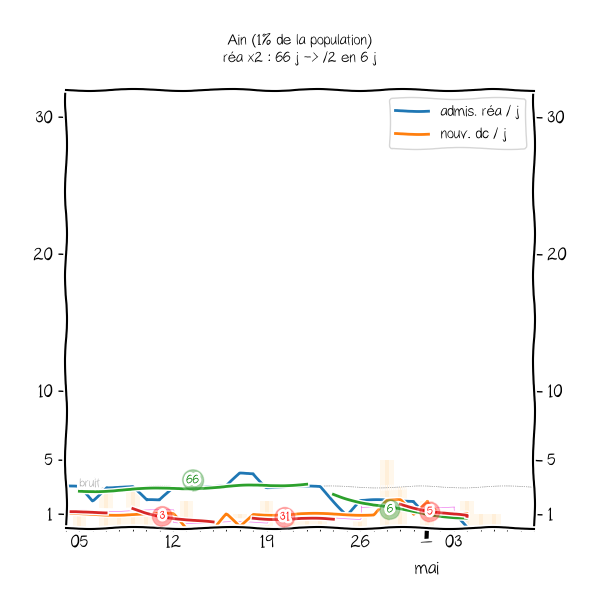 Ain (1% de la population)
réa x2 : 66 j -> /2 en 6 j
admis. réa / j
nouv. dc / j
30 30
20 20
10 10
5 5
bruit
66
6
3 31 5
1 1
05 12 19 26 03
mai